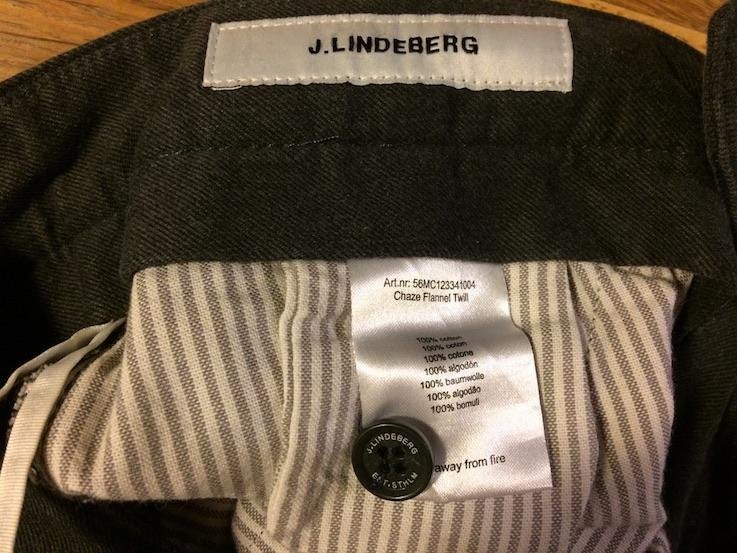 J.LINDEBERG
Art.nr: 56MC123341004
Chaze Flannel Twill
100% cotton
100% coton
100% cotone
100% algodón
100% baumwolle
100% algodão
100% bomull
away from fire
J.LINDEBERG
STHLM